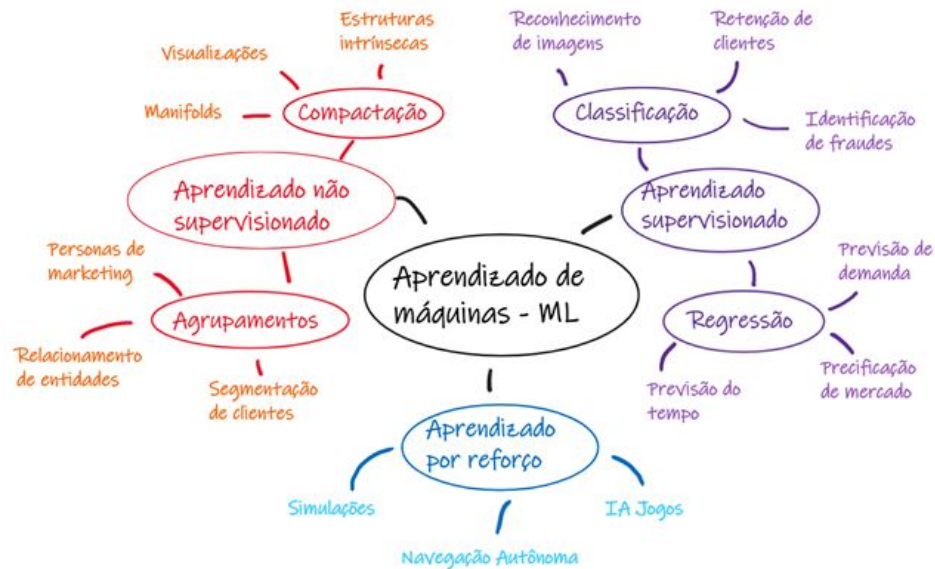 Estruturas
intrínsecas
Visualizações
Manifolds
Compactação
Aprendizado não
supervisionado
Personas de
marketing
Agrupamentos
Relacionamento
de entidades
Segmentação
de clientes
Aprendizado de
máquinas - ML
Reconhecimento
de imagens
Retenção de
clientes
Classificação
Identificação
de fraudes
Aprendizado
supervisionado
Previsão de
demanda
Regressão
Previsão do
tempo
Precificação
de mercado
Aprendizado
por reforço
Simulações
IA Jogos
Navegação Autônoma